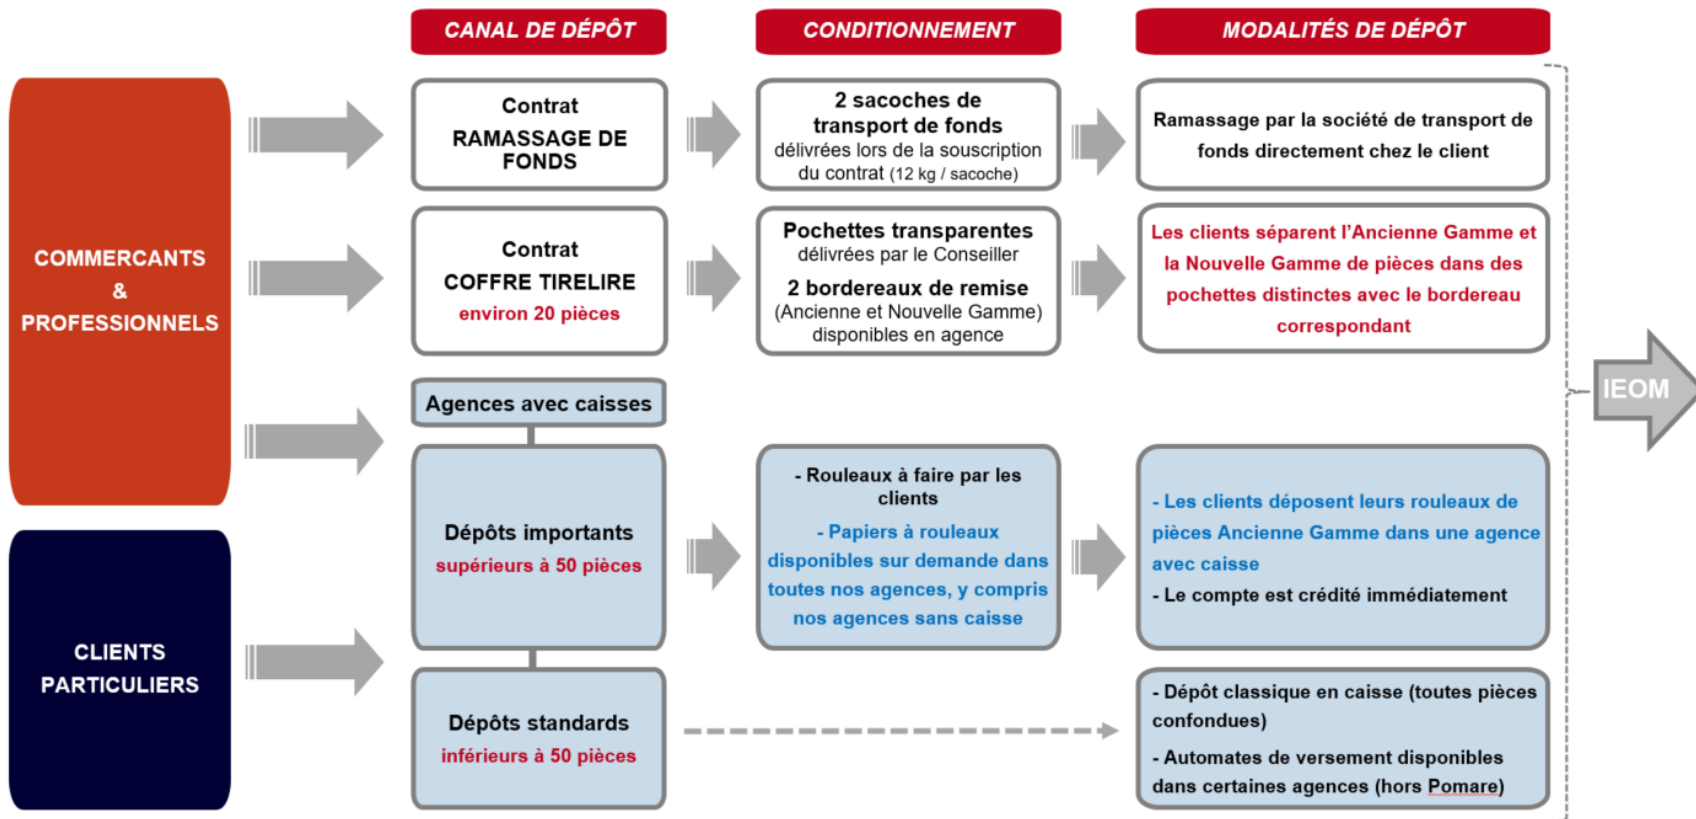 CANAL DE DÉPÔT
CONDITIONNEMENT
MODALITÉS DE DÉPÔT
COMMERCANTS
&
PROFESSIONNELS
Contrat
RAMASSAGE DE
FONDS
2 sacoches de
transport de fonds
délivrées lors de la souscription
du contrat (12 kg / sacoche)
Ramassage par la société de transport de
fonds directement chez le client
Contrat
COFFRE TIRELIRE
environ 20 pièces
Pochettes transparentes
délivrées par le Conseiller
2 bordereaux de remise
(Ancienne et Nouvelle Gamme)
disponibles en agence
Les clients séparent l'Ancienne Gamme et
la Nouvelle Gamme de pièces dans des
pochettes distinctes avec le bordereau
correspondant
IEOM
Agences avec caisses
CLIENTS
PARTICULIERS
Dépôts importants
supérieurs à 50 pièces
- Rouleaux à faire par les
clients
- Papiers à rouleaux
disponibles sur demande dans
toutes nos agences, y compris
nos agences sans caisse
- Les clients déposent leurs rouleaux de
pièces Ancienne Gamme dans une agence
avec caisse
- Le compte est crédité immédiatement
Dépôts standards
inférieurs à 50 pièces
- Dépôt classique en caisse (toutes pièces
confondues)
- Automates de versement disponibles
dans certaines agences (hors Pomare)